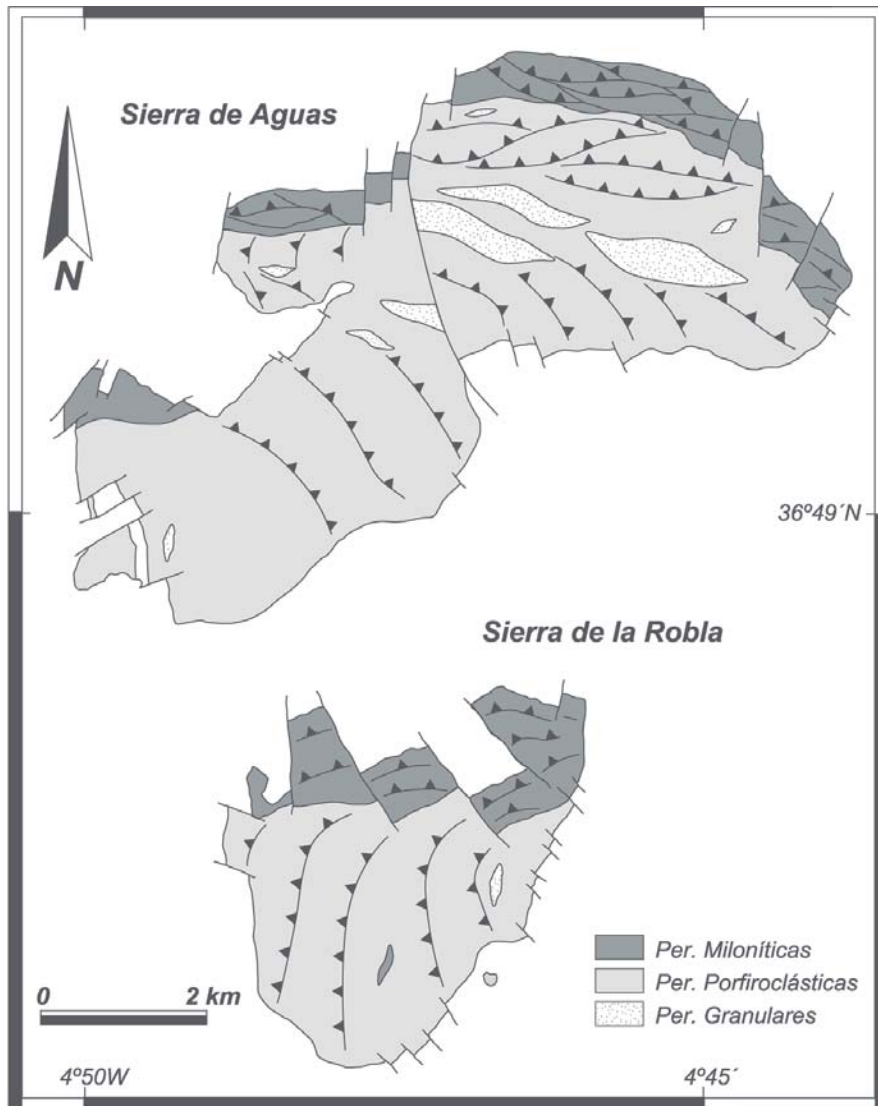 Sierra de Aguas
N
36º49´N
Sierra de la Robla
Per. Miloníticas
Per. Porfiroclásticas
Per. Granulares
0 2 km
4º50W 4º45´